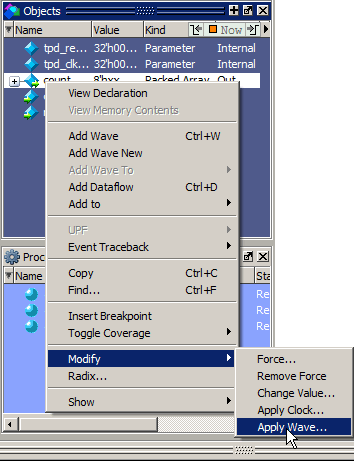 Objects
Name Value Kind Now
tpd_re... 32'h00... Parameter Internal
tpd_dk... 32'h00... Parameter Internal
count 8'hxx Packed Array Out
View Declaration
View Memory Contents
Add Wave Ctrl+W
Add Wave New
Add Wave To
Add Dataflow Ctrl+D
Add to
UPF
Event Traceback
Copy Ctrl+C
Find... Ctrl+F
Insert Breakpoint
Toggle Coverage
Modify
Radix...
Show
Force...
Remove Force
Change Value...
Apply Clock...
Apply Wave...
Proc
Name Sta
Re
Re
Re